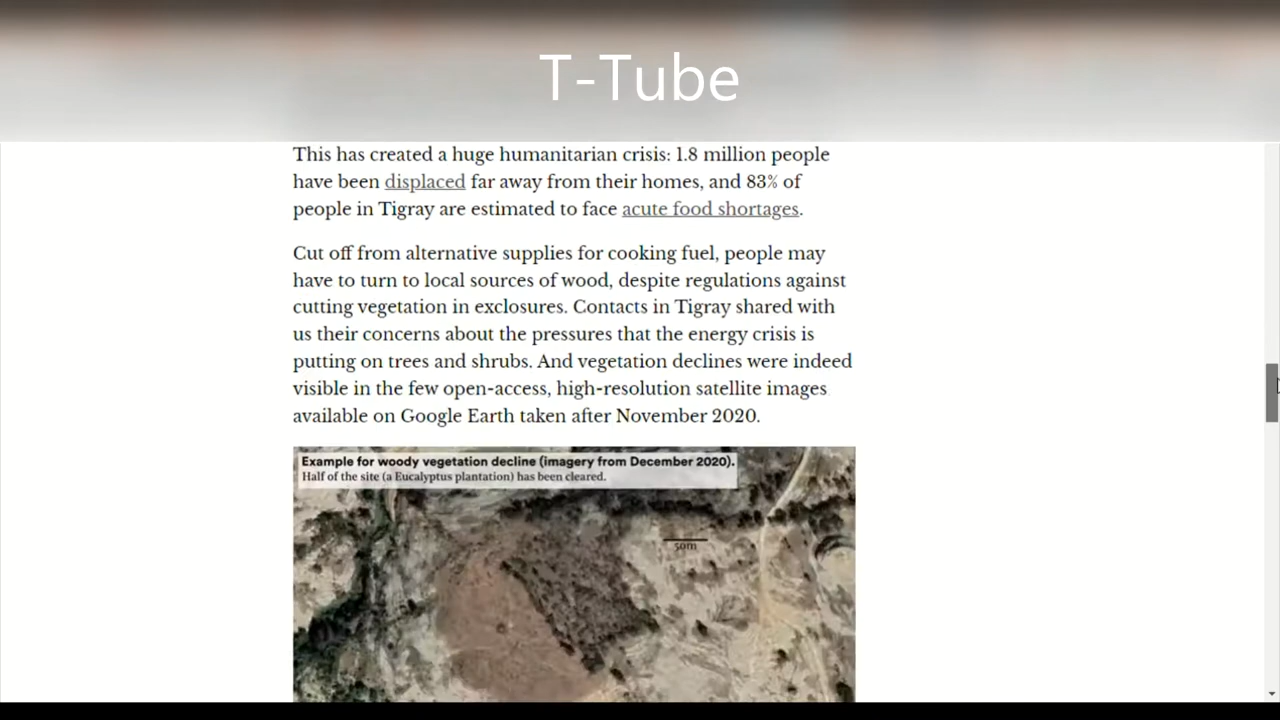 T-Tube
This has created a huge humanitarian crisis: 1.8 million people
have been displaced far away from their homes, and 83% of
people in Tigray are estimated to face acute food shortages.
Cut off from alternative supplies for cooking fuel, people may
have to turn to local sources of wood, despite regulations against
cutting vegetation in exclosures. Contacts in Tigray shared with
us their concerns about the pressures that the energy crisis is
putting on trees and shrubs. And vegetation declines were indeed
visible in the few open-access, high-resolution satellite images
available on Google Earth taken after November 2020.
Example for woody vegetation decline (imagery from December 2020).
Half of the site (a Eucalyptus plantation) has been cleared.
50m